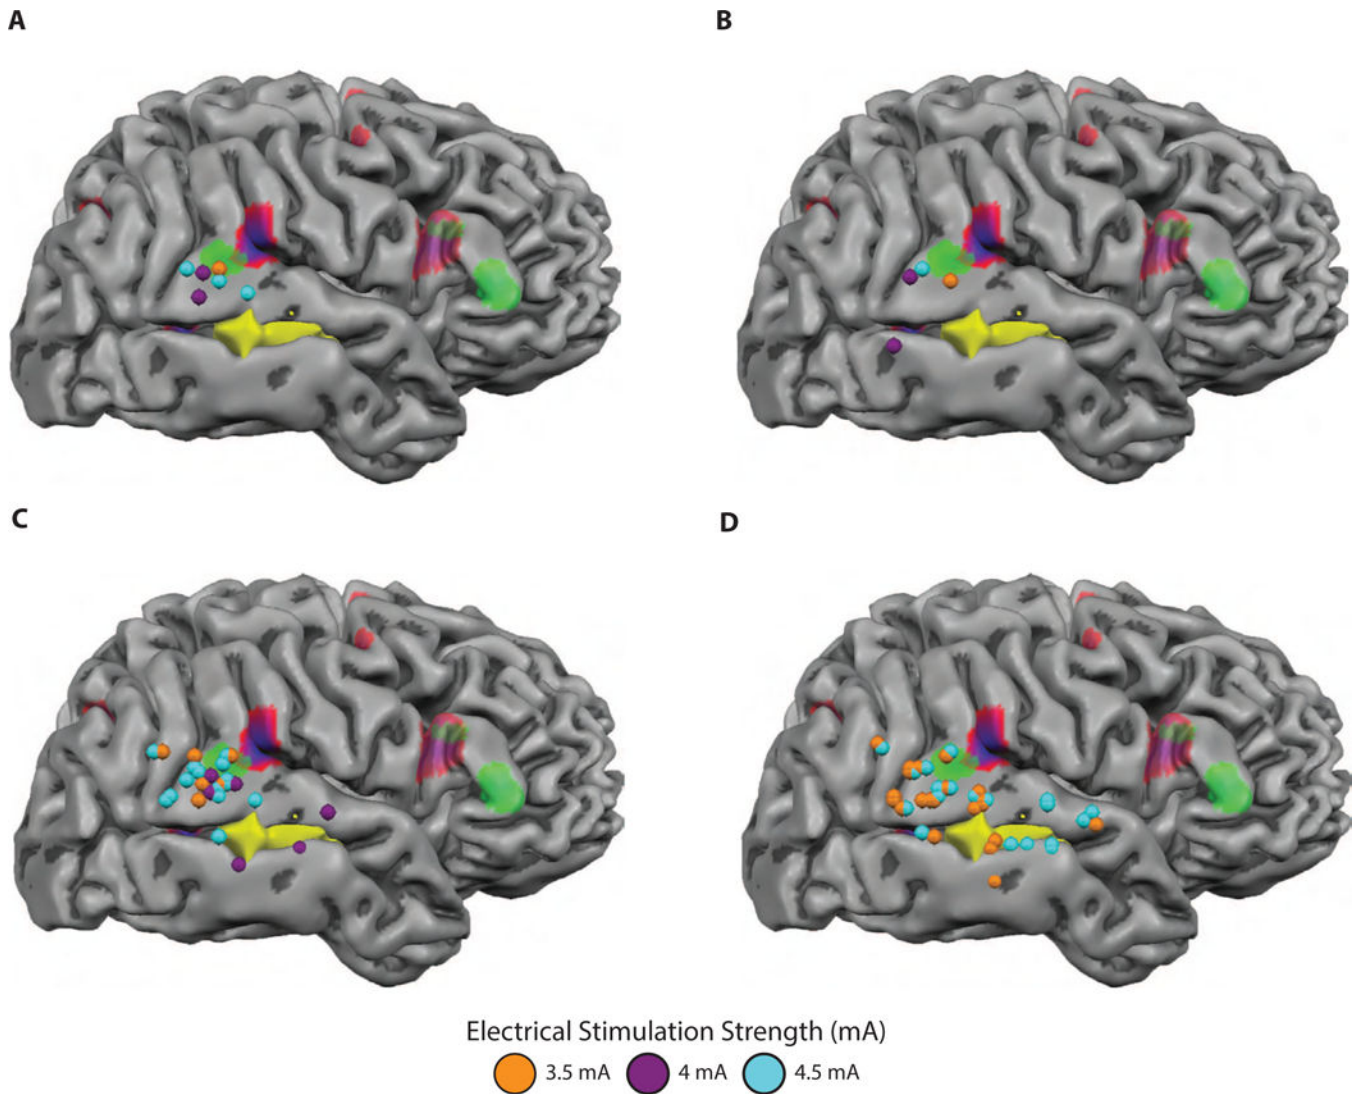 A
B
C
D
Electrical Stimulation Strength (mA)
3.5 mA
4 mA
4.5 mA